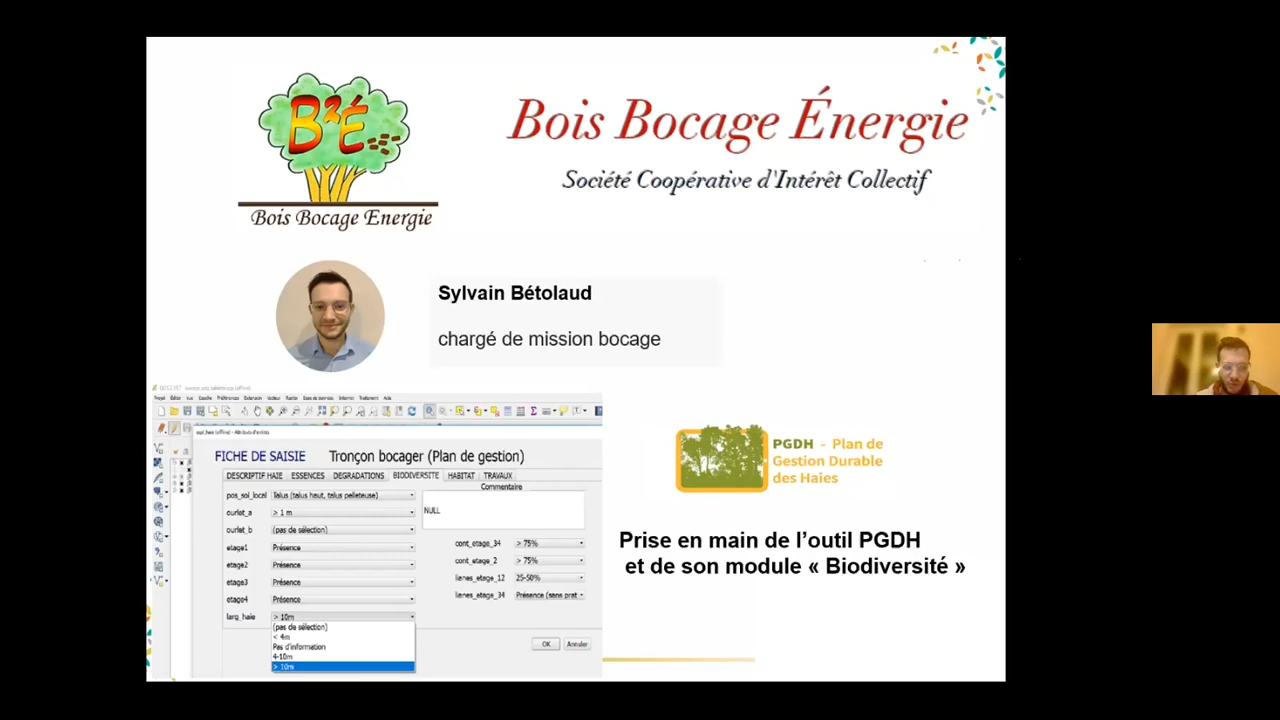 B²É
Bois Bocage Energie
Bois Bocage Énergie
Société Coopérative d'Intérêt Collectif
Sylvain Bétolaud
chargé de mission bocage
FICHE DE SAISIE Tronçon bocager (Plan de gestion)
DESCRIPTIF HAIE ESSENCES DEGRADATIONS BIODIVERSITE HABITAT TRAVAUX
Commentaire
pos_sol_local Talus (talus haut, talus pelleteuse)
NULL
ourlet_a > 1 m
ourlet_b (pas de sélection)
etage1 Présence
cont_etage_34 > 75%
etage2 Présence
cont_etage_2 > 75%
etage3 Présence
lianes_etage_12 25-50%
etage4 Présence
lianes_etage_34 Présence (sans prat
larg_haie > 10m
(pas de sélection)
< 4m
Pas d'information
4-10m
> 10m
OK Annuler
PGDH - Plan de
Gestion Durable
des Haies
Prise en main de l'outil PGDH
et de son module « Biodiversité »